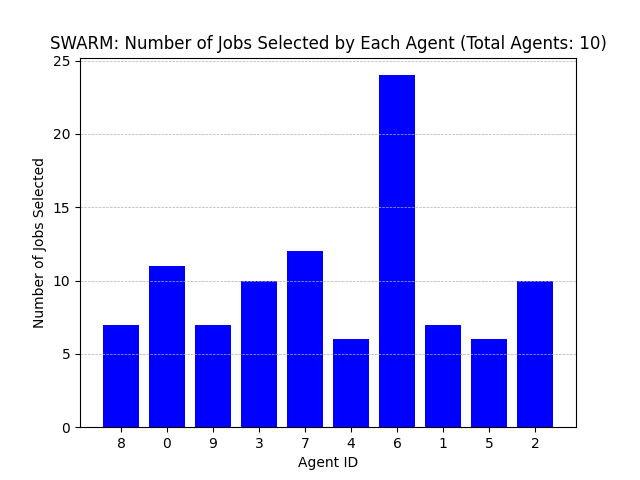 SWARM: Number of Jobs Selected by Each Agent (Total Agents: 10)
25
20
15
10
5
0
Number of Jobs Selected
8 0 9 3 7 4 6 1 5 2
Agent ID